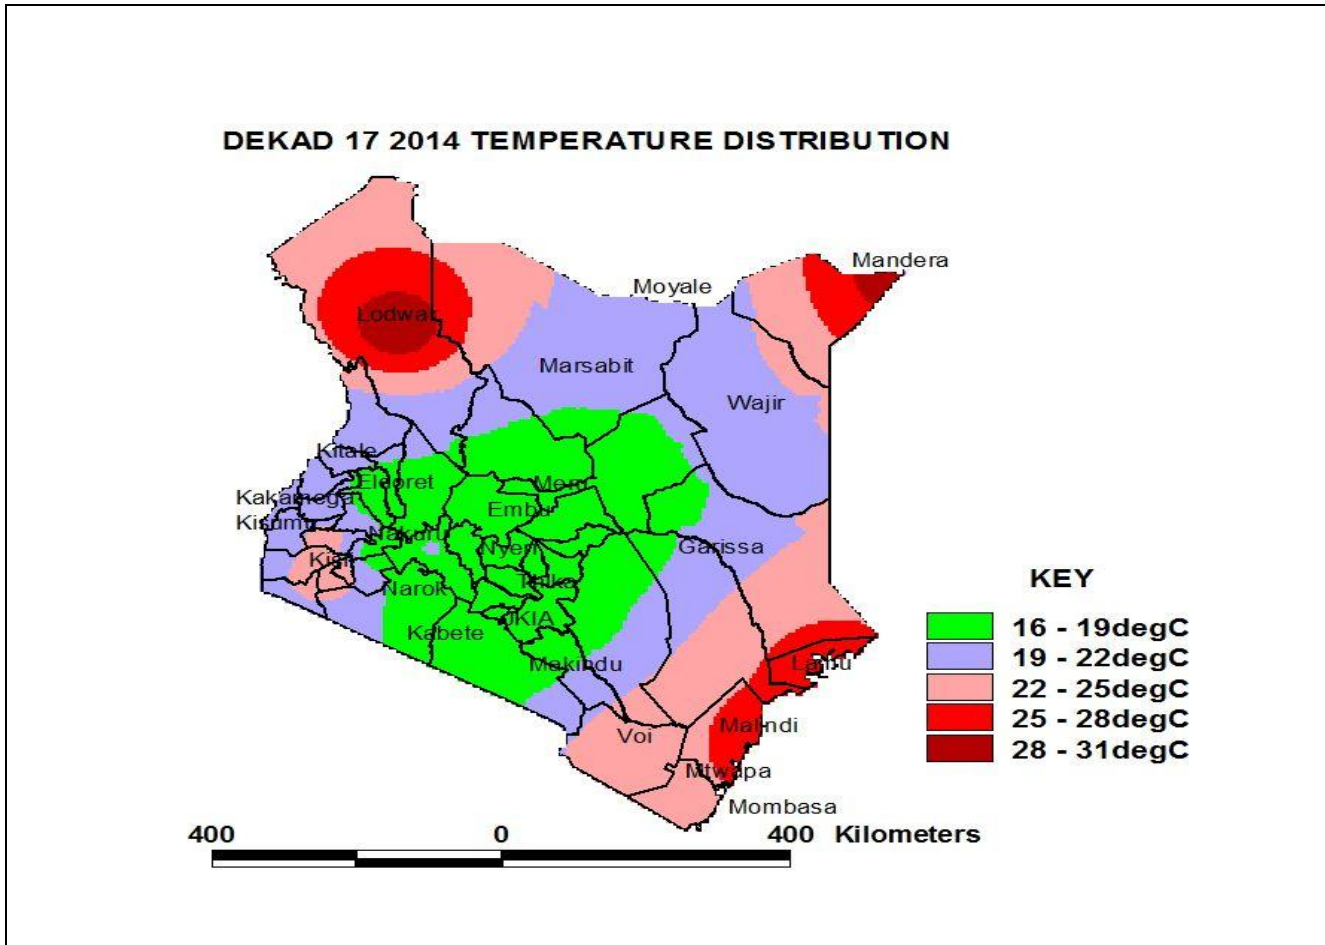 DEKAD 17 2014 TEMPERATURE DISTRIBUTION
Mandera
Moyale
Lodwar
Marsabit
Wajir
Kitale
Eldoret
Meru
Kakamega
Embu
Kisumu
Nakuru
Nyeri
Garissa
Kisii
Thika
Narok
JKIA
Kabete
Makindu
Lamu
Malindi
Voi
Mtwapa
Mombasa
KEY
16 - 19degC
19 - 22degC
22 - 25degC
25 - 28degC
28 - 31degC
400 0 400 Kilometers